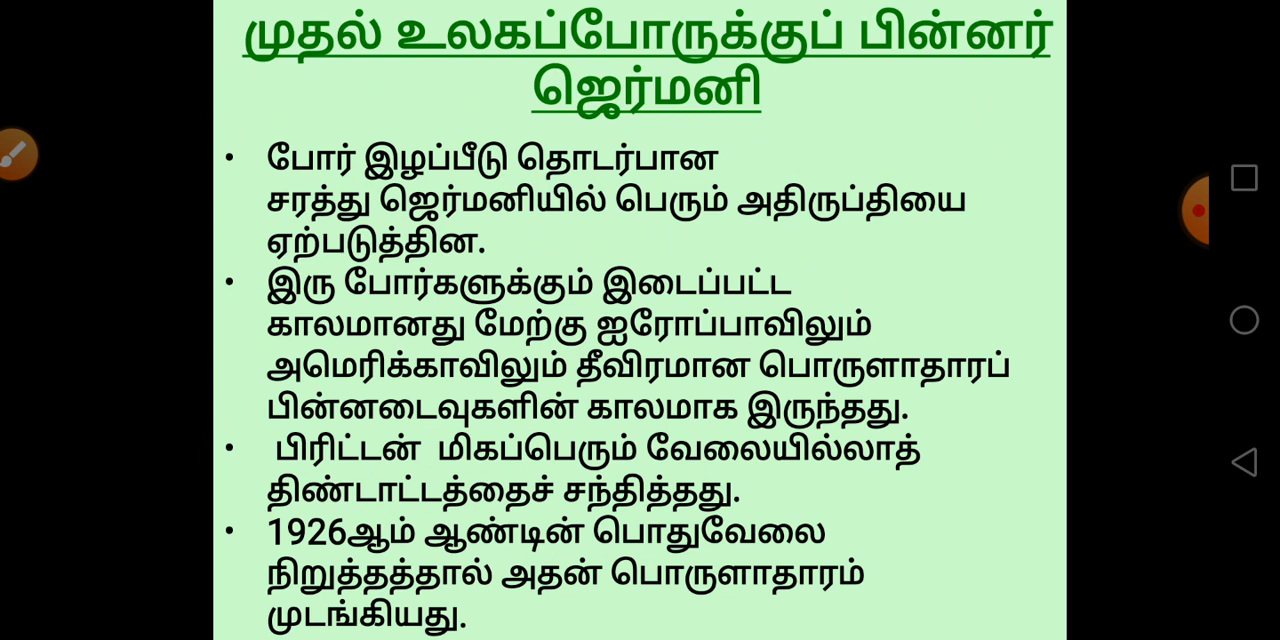 முதல் உலகப்போருக்குப் பின்னர்
ஜெர்மனி
• போர் இழப்பீடு தொடர்பான
சரத்து ஜெர்மனியில் பெரும் அதிருப்தியை
ஏற்படுத்தின.
• இரு போர்களுக்கும் இடைப்பட்ட
காலமானது மேற்கு ஐரோப்பாவிலும்
அமெரிக்காவிலும் தீவிரமான பொருளாதாரப்
பின்னடைவுகளின் காலமாக இருந்தது.
• பிரிட்டன் மிகப்பெரும் வேலையில்லாத்
திண்டாட்டத்தைச் சந்தித்தது.
• 1926ஆம் ஆண்டின் பொதுவேலை
நிறுத்தத்தால் அதன் பொருளாதாரம்
முடங்கியது.